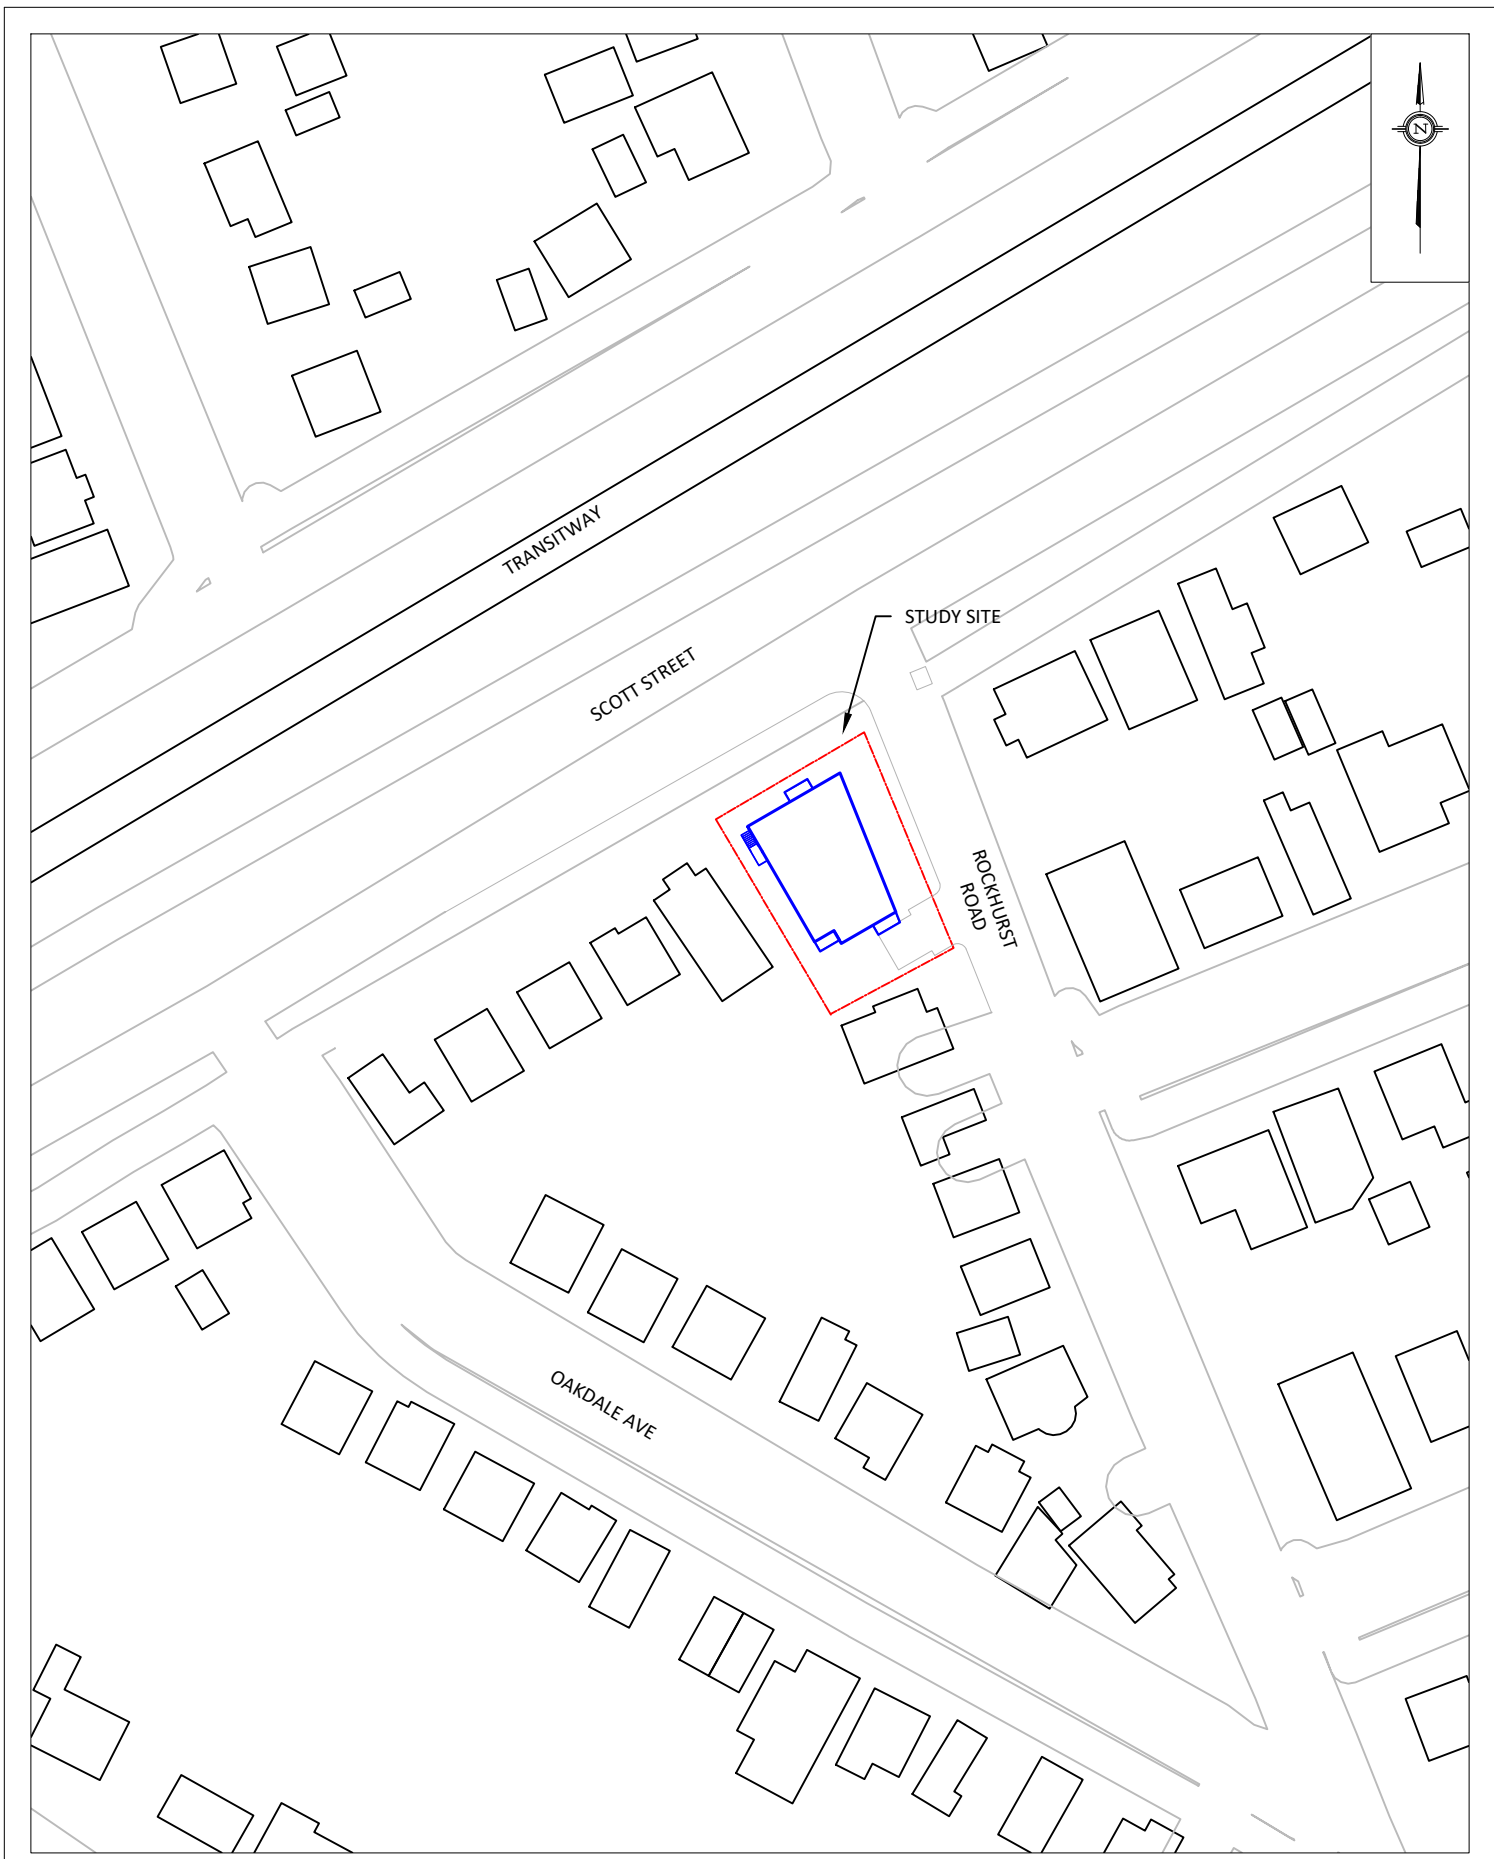 N
TRANSITWAY
STUDY SITE
SCOTT STREET
ROCKHURST
ROAD
OAKDALE AVE